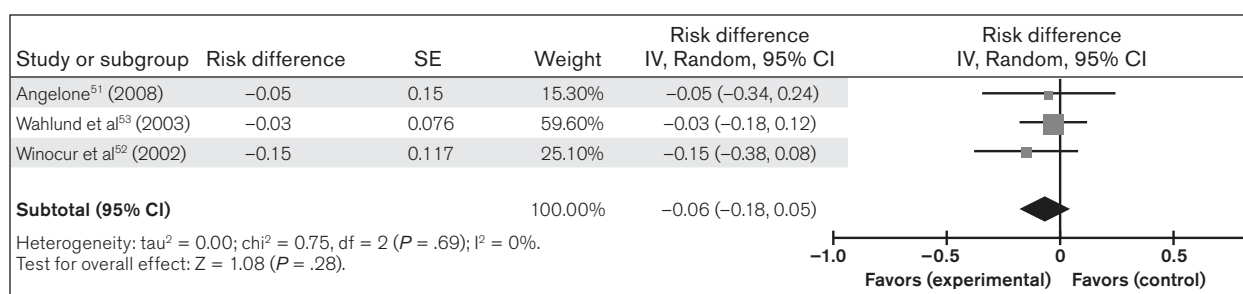 Risk difference Risk difference
Study or subgroup Risk difference SE Weight IV, Random, 95% CI IV, Random, 95% CI
Angelone⁵¹ (2008) −0.05 0.15 15.30% −0.05 (−0.34, 0.24)
Wahlund et al⁵³ (2003) −0.03 0.076 59.60% −0.03 (−0.18, 0.12)
Winocur et al⁵² (2002) −0.15 0.117 25.10% −0.15 (−0.38, 0.08)
Subtotal (95% CI) 100.00% −0.06 (−0.18, 0.05)
Heterogeneity: tau² = 0.00; chi² = 0.75, df = 2 (P = .69); I² = 0%.
Test for overall effect: Z = 1.08 (P = .28).
−1.0 −0.5 0 0.5
Favors (experimental) Favors (control)